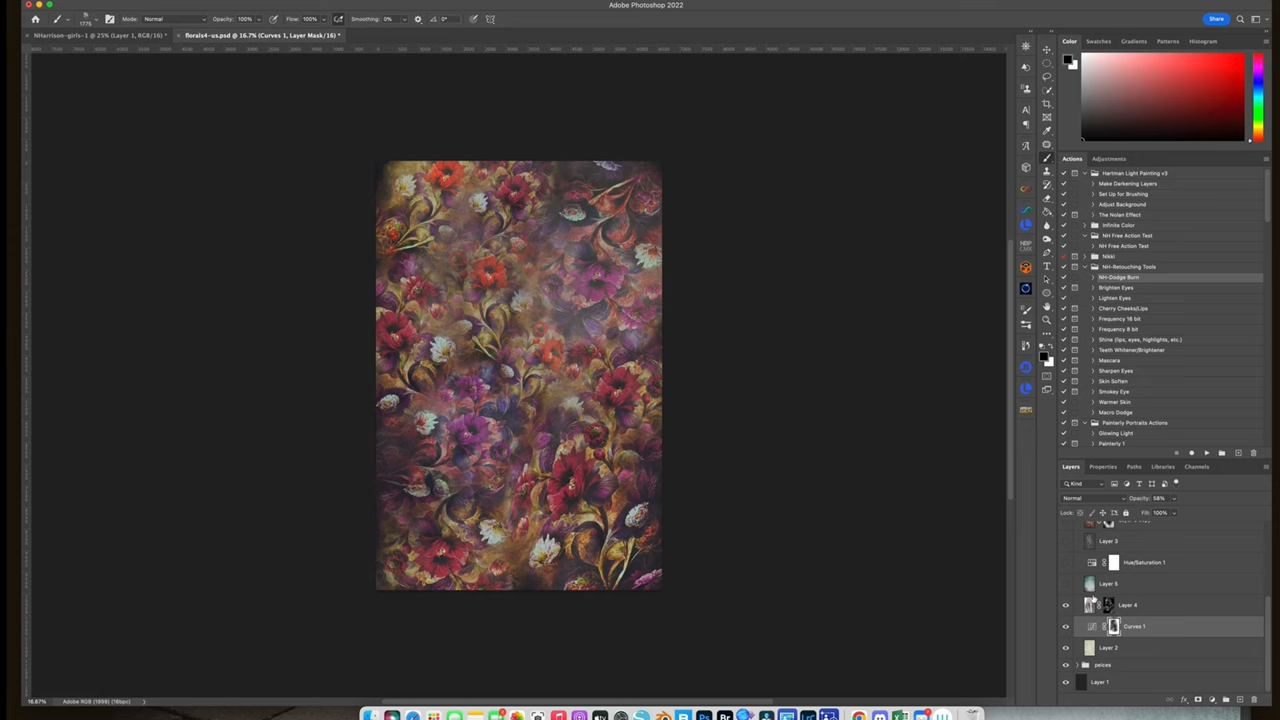 Adobe Photoshop 2022
1775
Mode: Normal
Opacity: 100%
Flow: 100%
Smoothing: 0%
0°
Share
NHarrison-girls-1 @ 25% (Layer 1, RGB/16) *
florals4-us.psd @ 16.7% (Curves 1, Layer Mask/16) *
Color
Swatches
Gradients
Patterns
Histogram
Actions
Adjustments
Hartman Light Painting v3
Make Darkening Layers
Set Up for Brushing
Adjust Background
The Nolan Effect
Infinite Color
NH Free Action Test
NH Free Action Test
Nikki
NH-Retouching Tools
NH-Dodge Burn
Brighten Eyes
Lighten Eyes
Cherry Cheeks/Lips
Frequency 16 bit
Frequency 8 bit
Shine (lips, eyes, highlights, etc.)
Teeth Whitener/Brightener
Mascara
Sharpen Eyes
Skin Soften
Smokey Eye
Warmer Skin
Macro Dodge
Painterly Portraits Actions
Glowing Light
Painterly 1
Layers
Properties
Paths
Libraries
Channels
Kind
Normal
Opacity: 58%
Lock:
Fill: 100%
Layer 3
Hue/Saturation 1
Layer 5
Layer 4
Curves 1
Layer 2
peices
Layer 1
16.67%
Adobe RGB (1998) (16bpc)